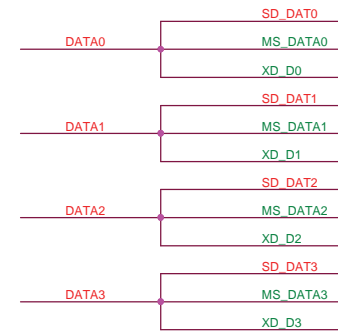 SD_DAT0
DATA0 MS_DATA0
XD_D0
SD_DAT1
DATA1 MS_DATA1
XD_D1
SD_DAT2
DATA2 MS_DATA2
XD_D2
SD_DAT3
DATA3 MS_DATA3
XD_D3